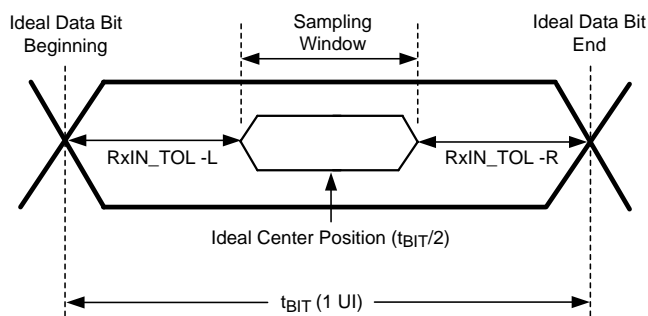 Ideal Data Bit
Beginning
Sampling
Window
Ideal Data Bit
End
RxIN_TOL -L
RxIN_TOL -R
Ideal Center Position (tBIT/2)
tBIT (1 UI)